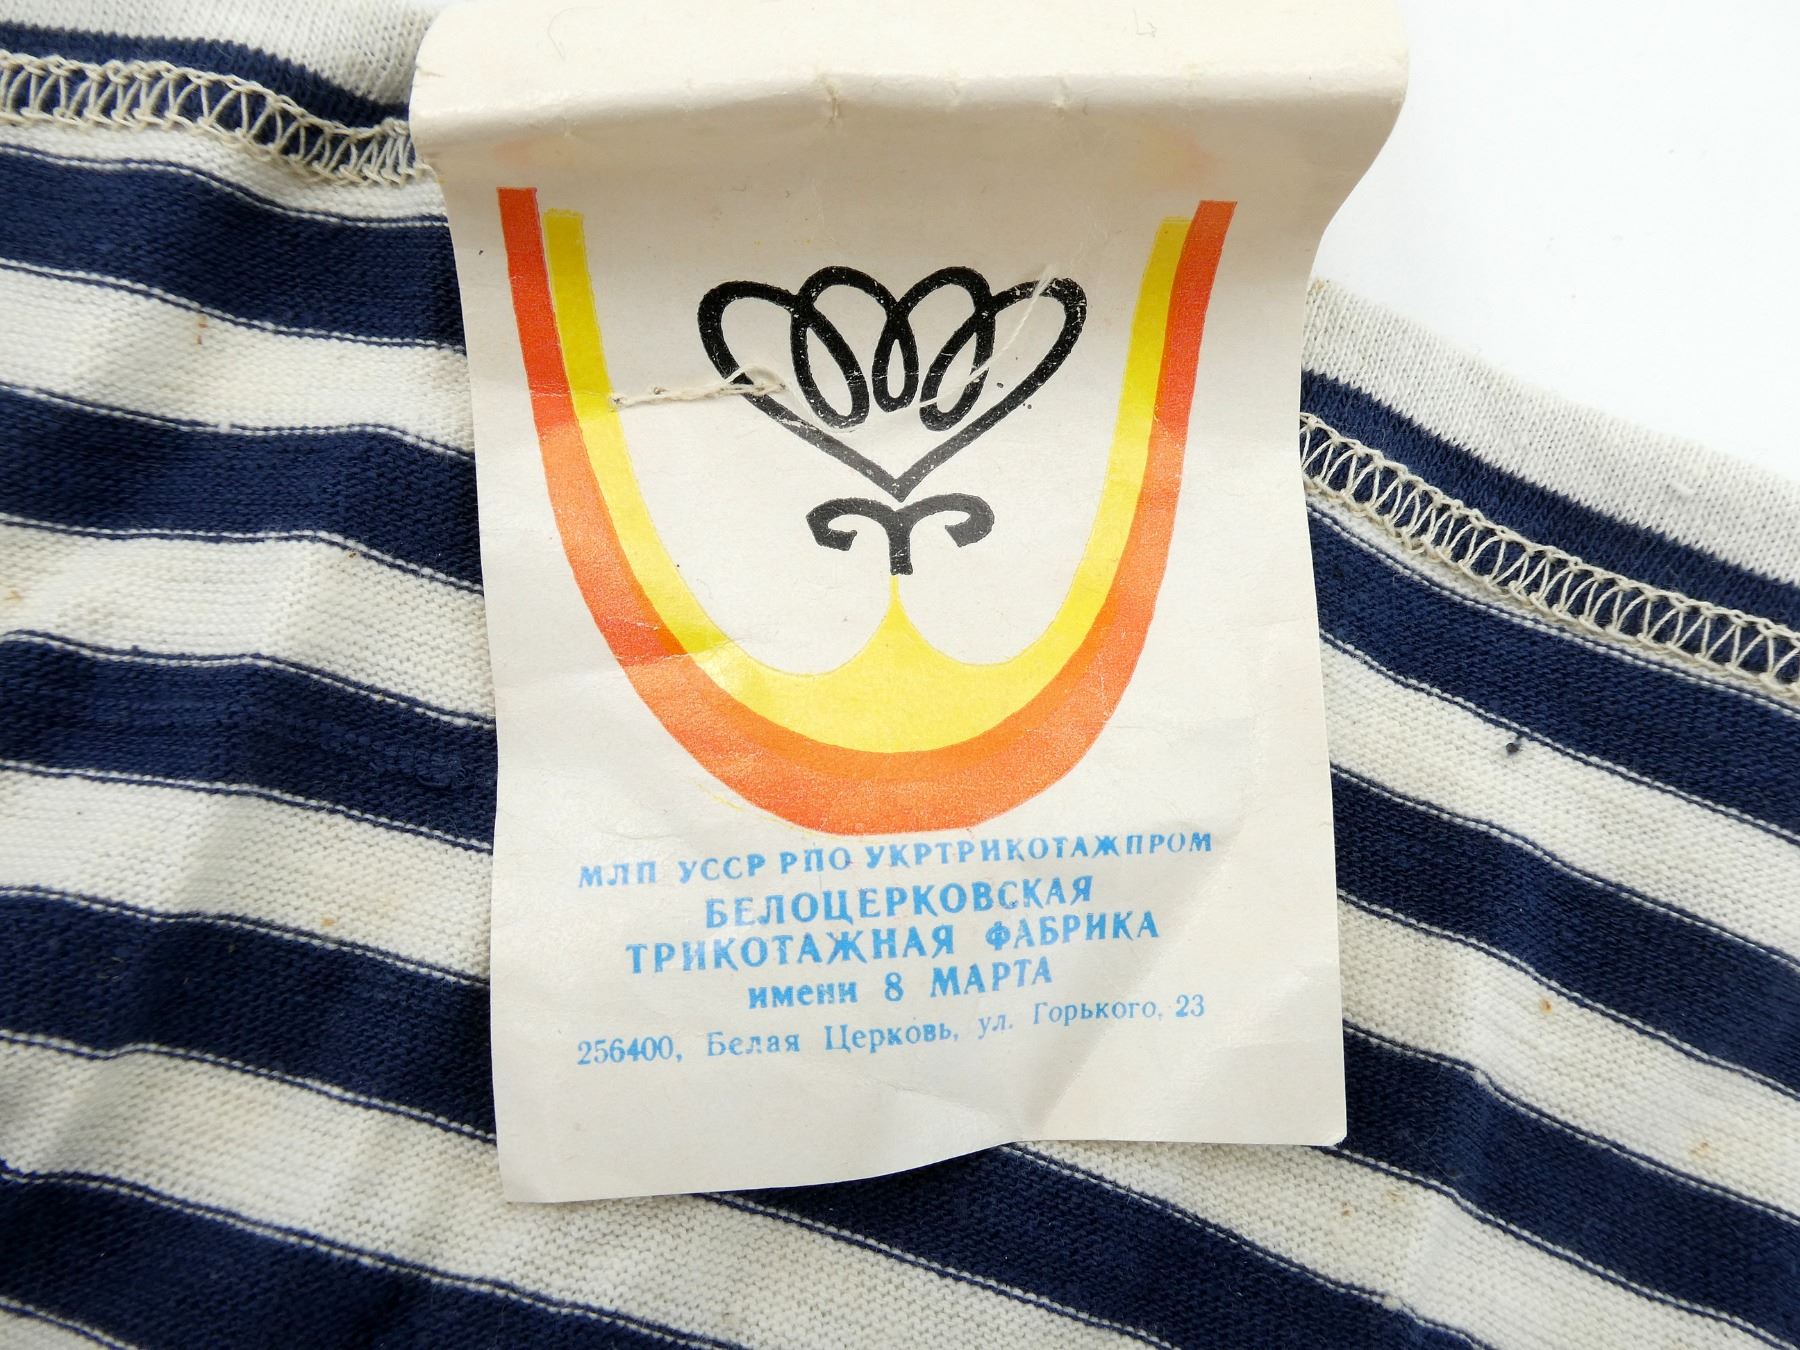 МЛП УССР РПО УКРТРИКОТАЖПРОМ
БЕЛОЦЕРКОВСКАЯ
ТРИКОТАЖНАЯ ФАБРИКА
имени 8 МАРТА
256400, Белая Церковь, ул. Горького, 23